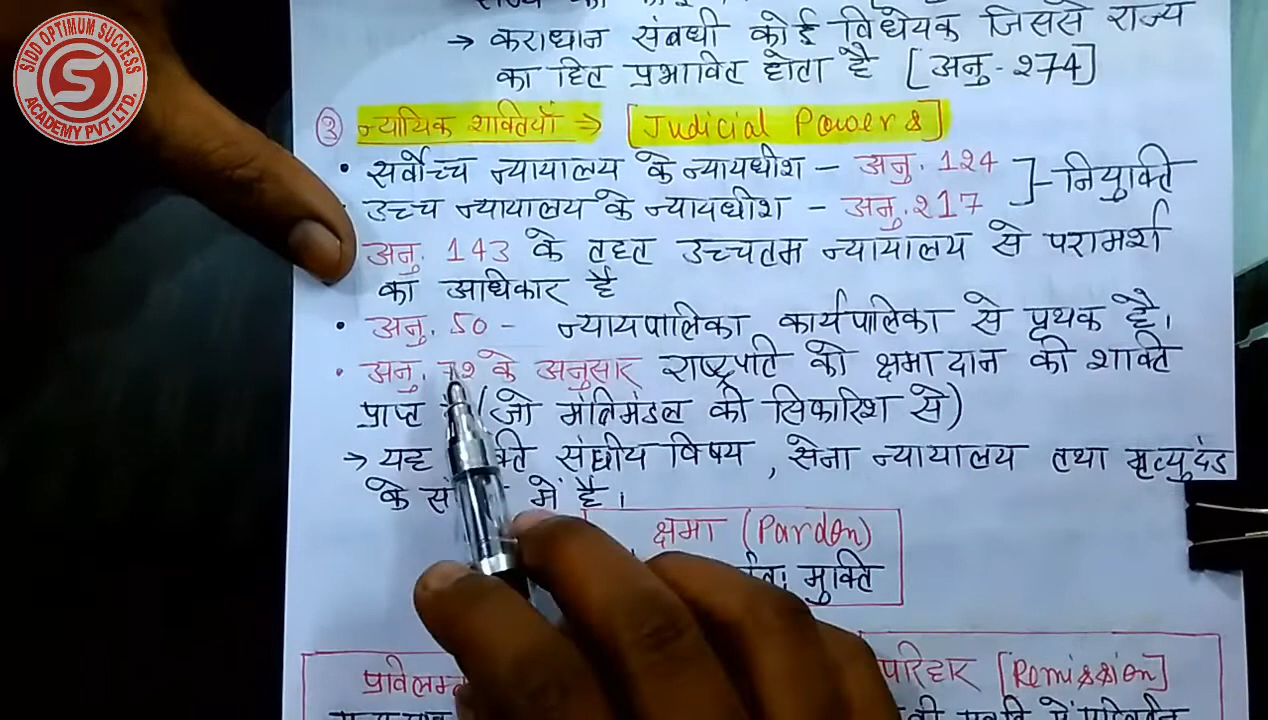 SIDD OPTIMUM SUCCESS
S
ACADEMY PVT. LTD.
→ कराधान संबंधी कोई विधेयक जिससे राज्य
का हित प्रभावित होता है [अनु - 274]
③ न्यायिक शक्तियाँ ⇒ [Judicial Powers]
• सर्वोच्च न्यायालय के न्यायधीश - अनु. 124
• उच्च न्यायालय के न्यायधीश - अनु. 217 ]- नियुक्ति
अनु. 143 के तहत उच्चतम न्यायालय से परामर्श
का अधिकार है
• अनु. 50 - न्यायपालिका कार्यपालिका से पृथक है।
• अनु. 72 के अनुसार राष्ट्रपति को क्षमादान की शक्ति
प्राप्त (जो मंत्रिमंडल की सिफारिश से)
→ यह संघीय विषय, सेना न्यायालय तथा मृत्युदंड
के में है।
क्षमा (Pardon)
मुक्ति
परिहार [Remission]